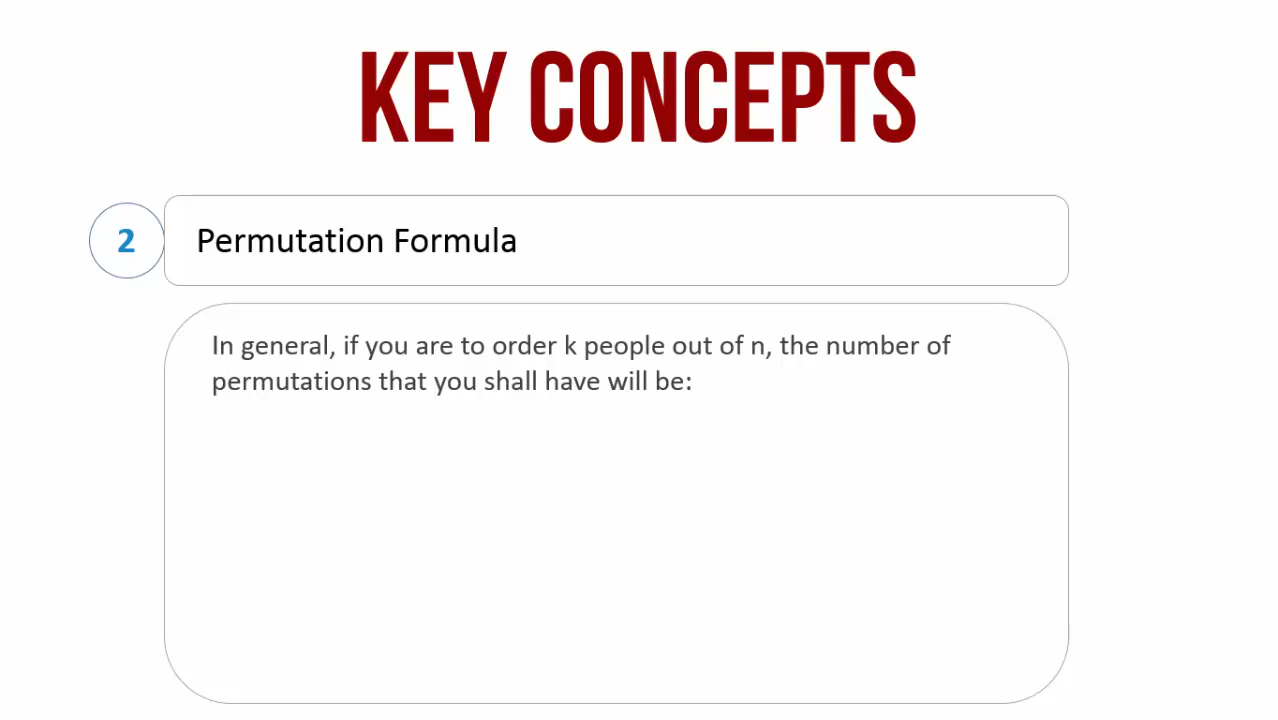 KEY CONCEPTS
2
Permutation Formula
In general, if you are to order k people out of n, the number of
permutations that you shall have will be: